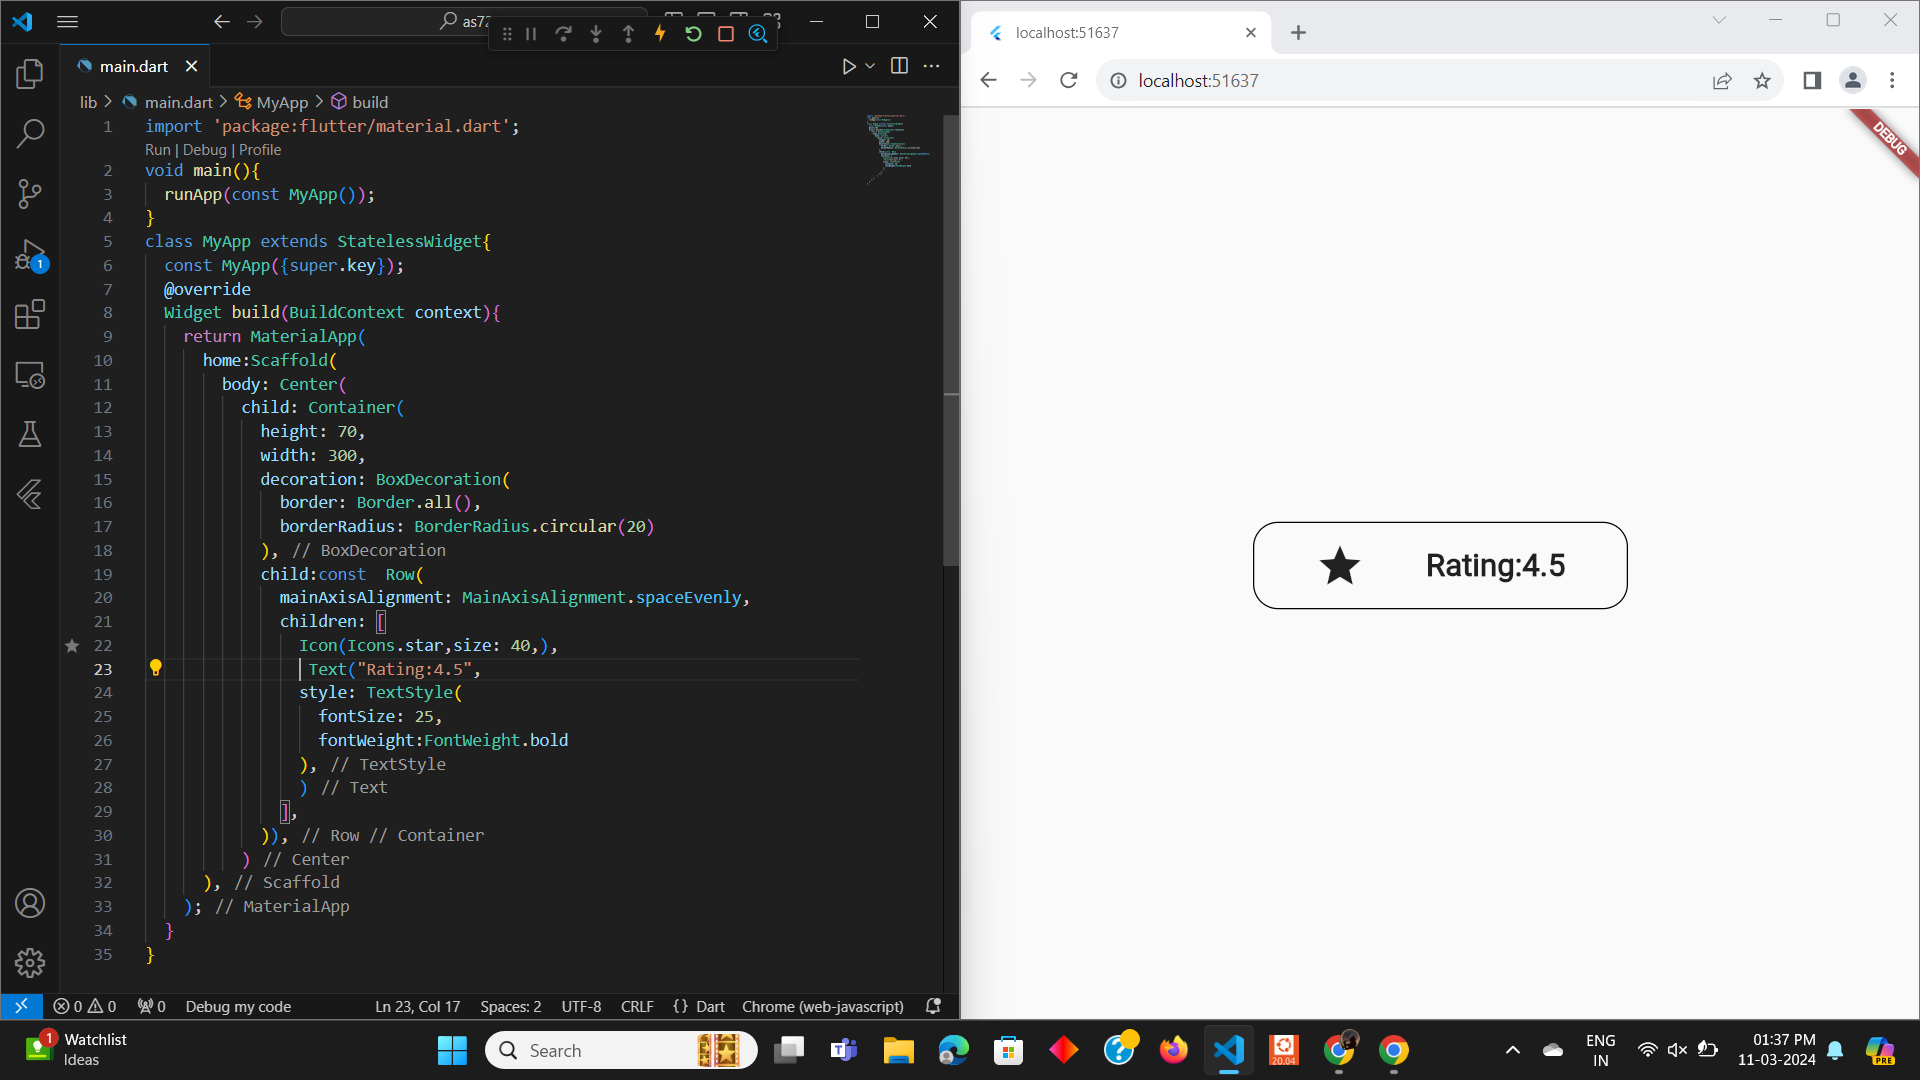 as72
main.dart
lib > main.dart > MyApp > build
1 import 'package:flutter/material.dart';
Run | Debug | Profile
2 void main(){
3 runApp(const MyApp());
4 }
5 class MyApp extends StatelessWidget{
6 const MyApp({super.key});
7 @override
8 Widget build(BuildContext context){
9 return MaterialApp(
10 home:Scaffold(
11 body: Center(
12 child: Container(
13 height: 70,
14 width: 300,
15 decoration: BoxDecoration(
16 border: Border.all(),
17 borderRadius: BorderRadius.circular(20)
18 ), // BoxDecoration
19 child:const  Row(
20 mainAxisAlignment: MainAxisAlignment.spaceEvenly,
21 children: [
22 Icon(Icons.star,size: 40,),
23 Text("Rating:4.5",
24 style: TextStyle(
25 fontSize: 25,
26 fontWeight:FontWeight.bold
27 ), // TextStyle
28 ) // Text
29 ],
30 )), // Row // Container
31 ) // Center
32 ), // Scaffold
33 ); // MaterialApp
34 }
35 }
1
0 0 0 Debug my code Ln 23, Col 17 Spaces: 2 UTF-8 CRLF {} Dart Chrome (web-javascript)
localhost:51637
localhost:51637
DEBUG
Rating:4.5
1
Watchlist
Ideas
Search
20.04
ENG
IN
01:37 PM
11-03-2024
PRE